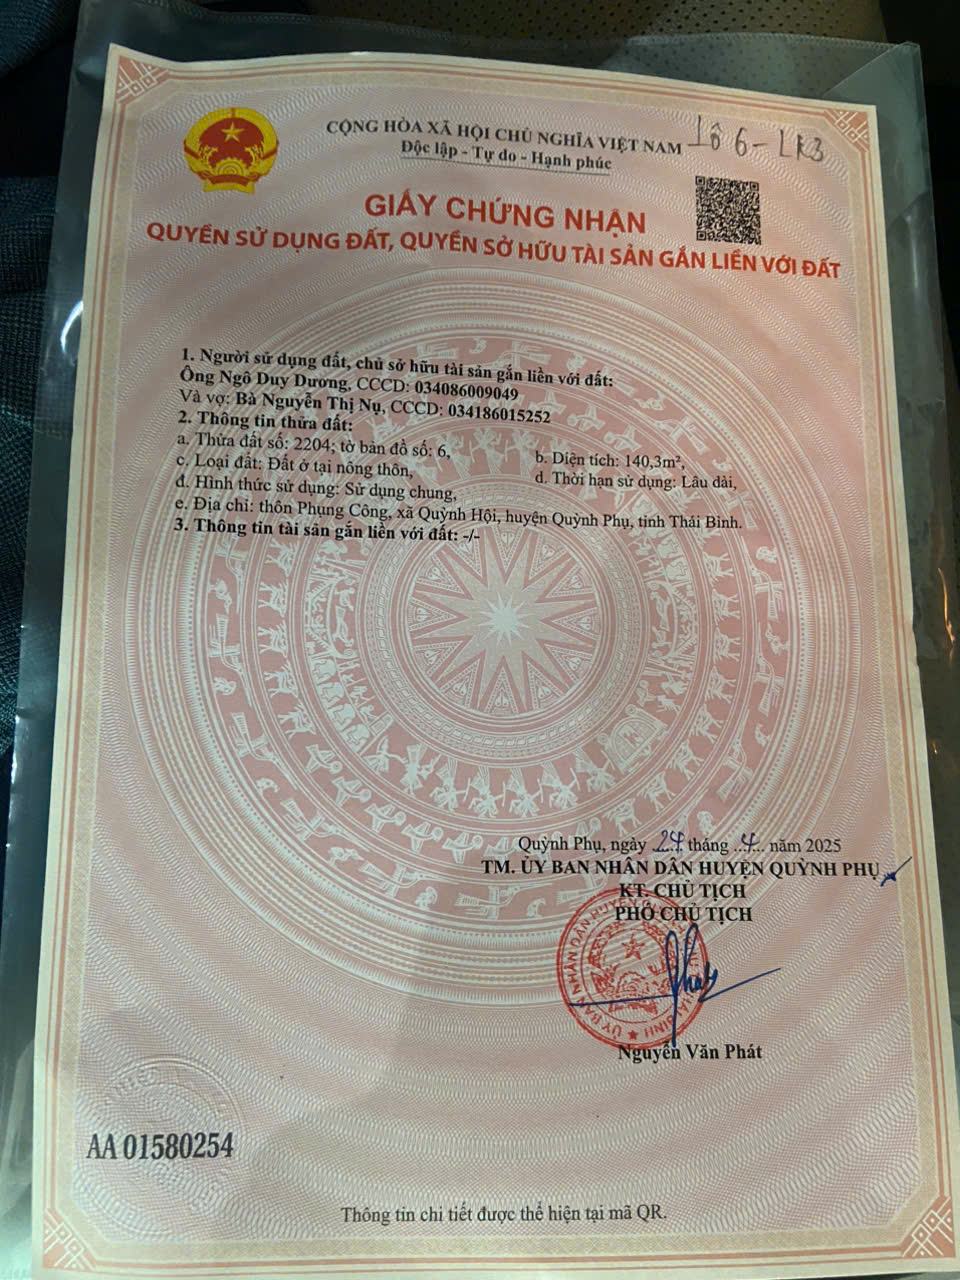 CỘNG HÒA XÃ HỘI CHỦ NGHĨA VIỆT NAM
Lô 6 - LK3
Độc lập - Tự do - Hạnh phúc
GIẤY CHỨNG NHẬN
QUYỀN SỬ DỤNG ĐẤT, QUYỀN SỞ HỮU TÀI SẢN GẮN LIỀN VỚI ĐẤT
1. Người sử dụng đất, chủ sở hữu tài sản gắn liền với đất:
Ông Ngô Duy Dương, CCCD: 034086009049
Và vợ: Bà Nguyễn Thị Nụ, CCCD: 034186015252
2. Thông tin thửa đất:
a. Thửa đất số: 2204; tờ bản đồ số: 6, b. Diện tích: 140,3m²,
c. Loại đất: Đất ở tại nông thôn, d. Thời hạn sử dụng: Lâu dài,
đ. Hình thức sử dụng: Sử dụng chung,
e. Địa chỉ: thôn Phụng Công, xã Quỳnh Hội, huyện Quỳnh Phụ, tỉnh Thái Bình.
3. Thông tin tài sản gắn liền với đất: -/-
Quỳnh Phụ, ngày 24 tháng 4 năm 2025
TM. ỦY BAN NHÂN DÂN HUYỆN QUỲNH PHỤ
KT. CHỦ TỊCH
PHÓ CHỦ TỊCH
Nguyễn Văn Phát
AA 01580254
Thông tin chi tiết được thể hiện tại mã QR.